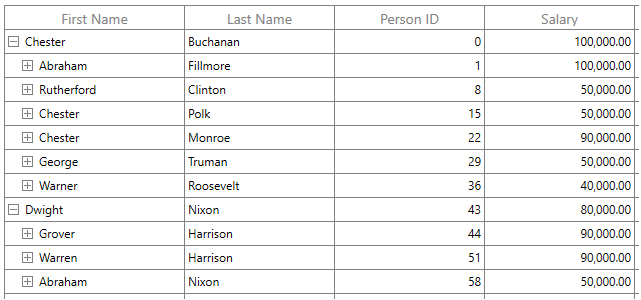 First Name Last Name Person ID Salary
Chester Buchanan 0 100,000.00
Abraham Fillmore 1 100,000.00
Rutherford Clinton 8 50,000.00
Chester Polk 15 50,000.00
Chester Monroe 22 90,000.00
George Truman 29 50,000.00
Warner Roosevelt 36 40,000.00
Dwight Nixon 43 80,000.00
Grover Harrison 44 90,000.00
Warren Harrison 51 90,000.00
Abraham Nixon 58 50,000.00